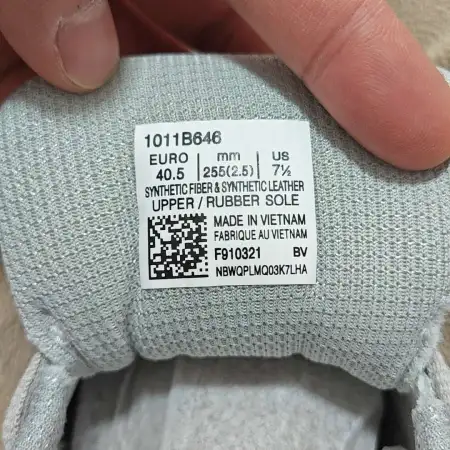 1011B646
EURO mm US
40.5 255(2.5) 7½
SYNTHETIC FIBER & SYNTHETIC LEATHER
UPPER / RUBBER SOLE
MADE IN VIETNAM
FABRIQUE AU VIETNAM
F910321 BV
NBWQPLMQ03K7LHA